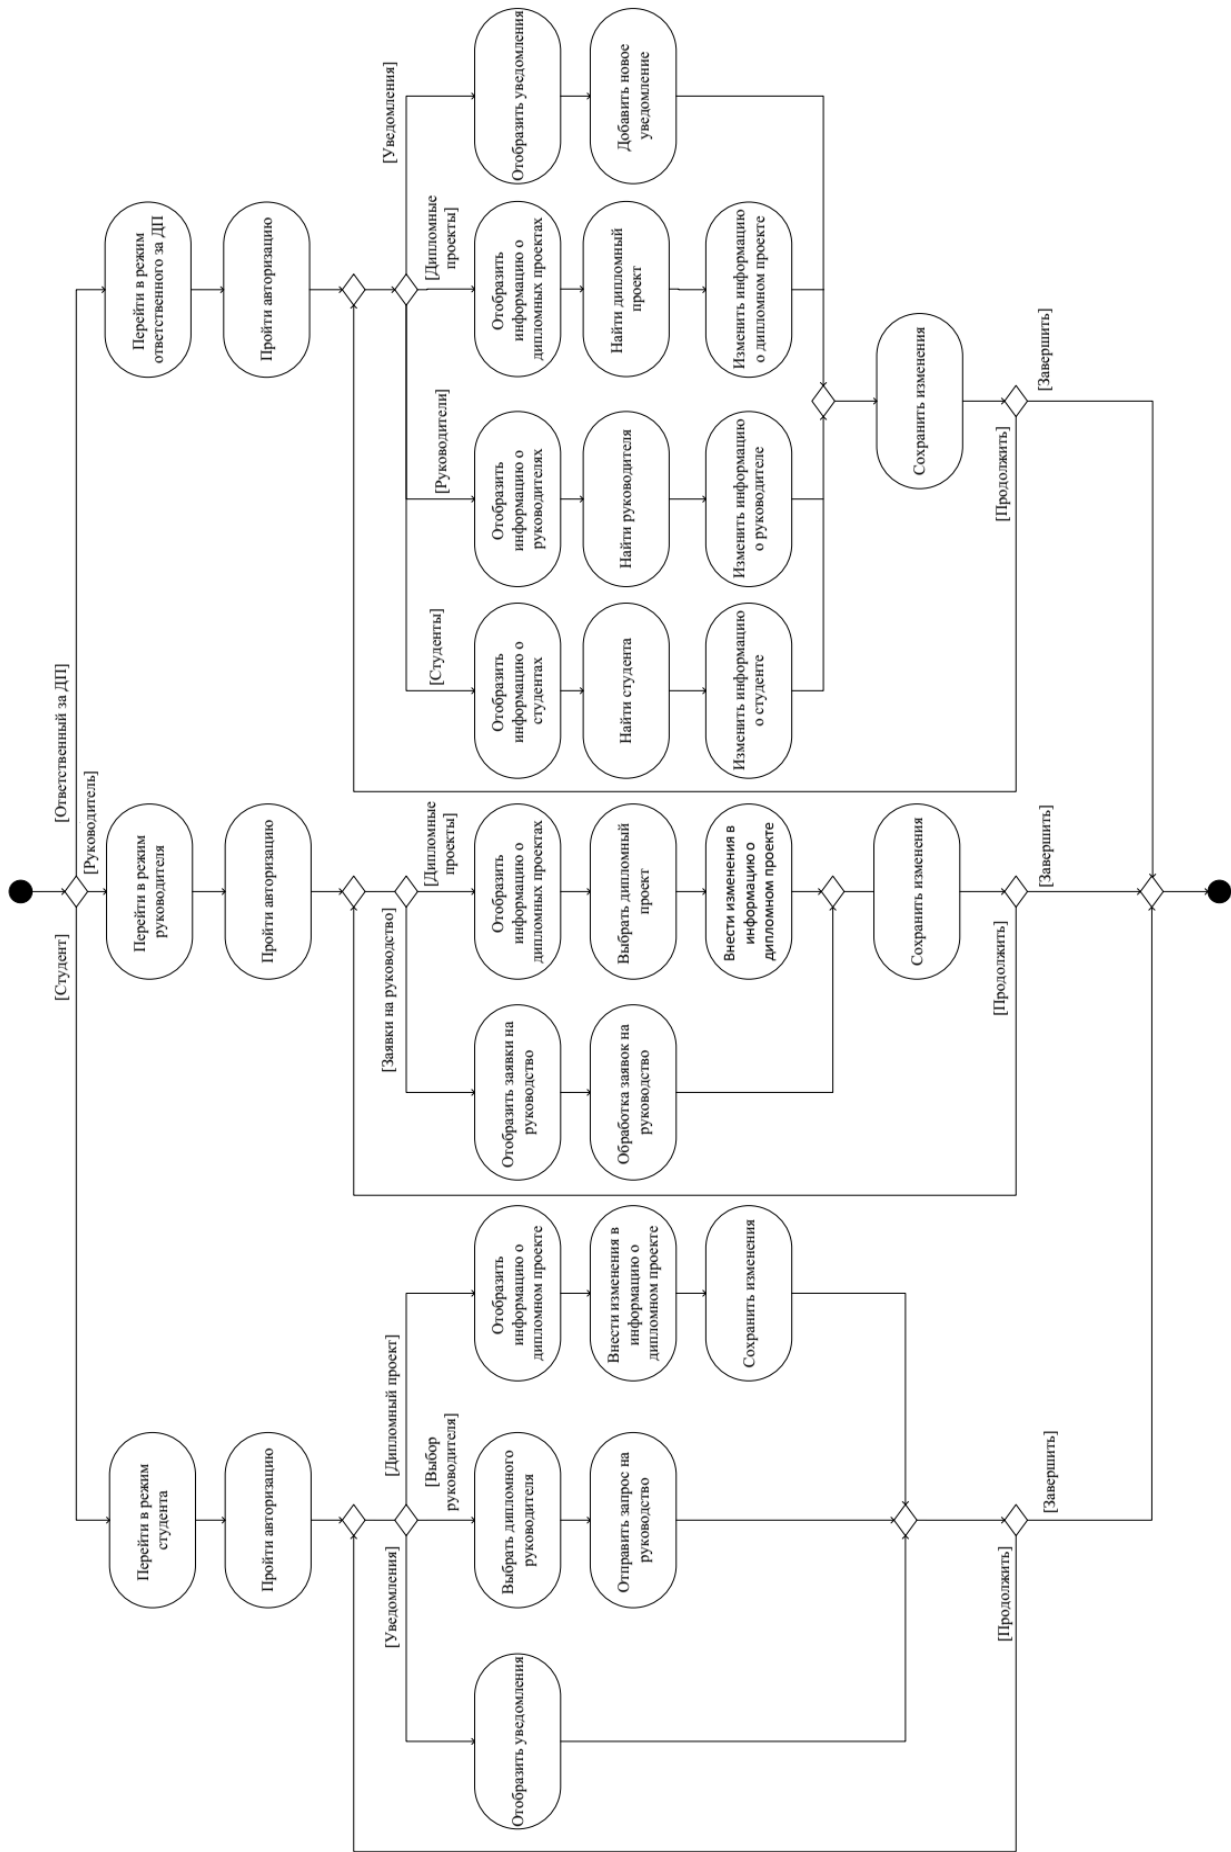 [Студент]
[Руководитель]
[Ответственный за ДП]
Перейти в режим
студента
Пройти авторизацию
[Уведомления]
[Выбор
руководителя]
[Дипломный проект]
Отобразить уведомления
Выбрать дипломного
руководителя
Отправить запрос на
руководство
Отобразить
информацию о
дипломном проекте
Внести изменения в
информацию о
дипломном проекте
Сохранить изменения
[Продолжить]
[Завершить]
Перейти в режим
руководителя
Пройти авторизацию
[Заявки на руководство]
[Дипломные
проекты]
Отобразить заявки на
руководство
Обработка заявок на
руководство
Отобразить
информацию о
дипломных проектах
Выбрать дипломный
проект
Внести изменения в
информацию о
дипломном проекте
Сохранить изменения
[Продолжить]
[Завершить]
Перейти в режим
ответственного за ДП
Пройти авторизацию
[Студенты]
[Руководители]
[Дипломные
проекты]
[Уведомления]
Отобразить
информацию о
студентах
Найти студента
Изменить информацию
о студенте
Отобразить
информацию о
руководителях
Найти руководителя
Изменить информацию
о руководителе
Отобразить
информацию о
дипломных проектах
Найти дипломный
проект
Изменить информацию
о дипломном проекте
Отобразить уведомления
Добавить новое
уведомление
Сохранить изменения
[Продолжить]
[Завершить]